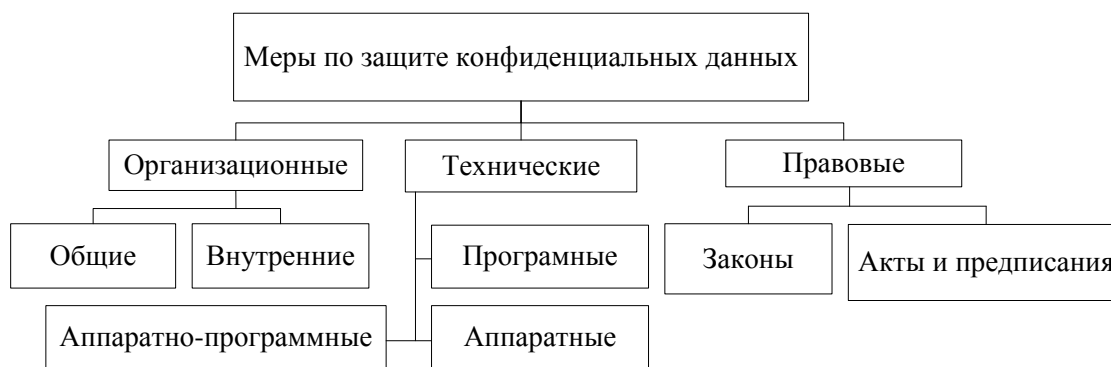 Меры по защите конфиденциальных данных
Организационные
Технические
Правовые
Общие
Внутренние
Програмные
Законы
Акты и предписания
Аппаратно-программные
Аппаратные